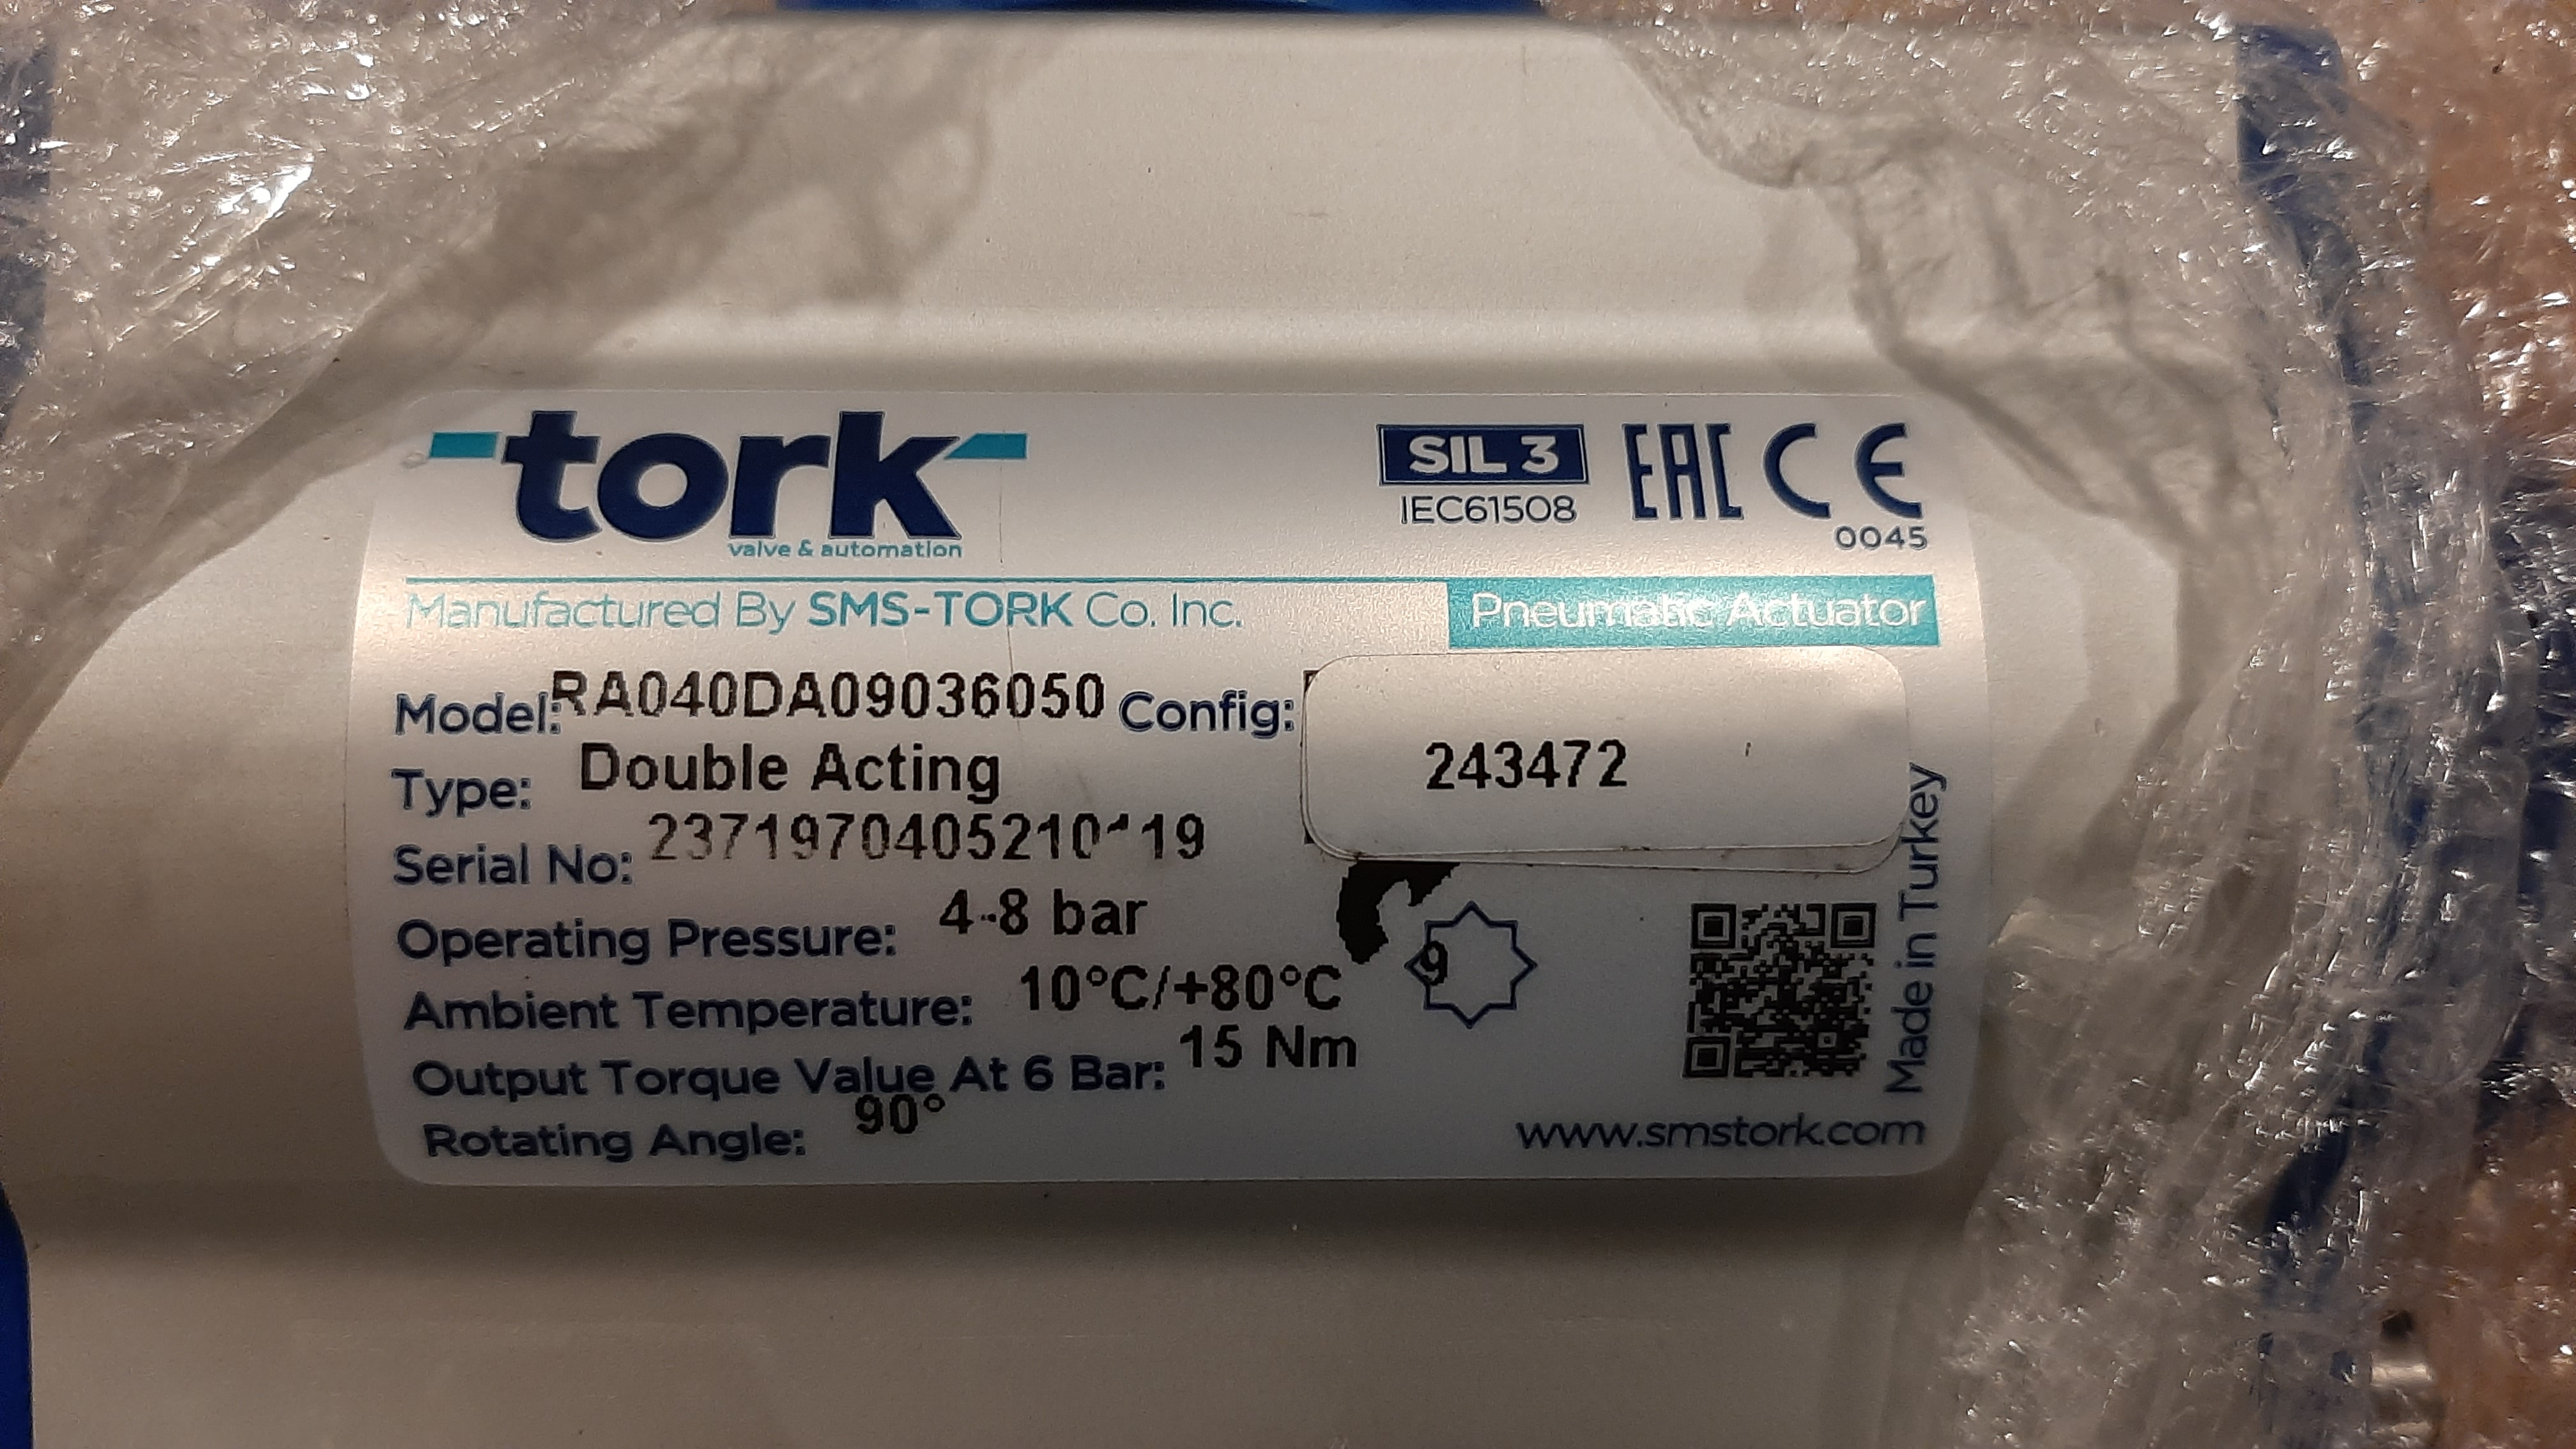 tork
valve & automation
SIL 3
IEC61508
EAC CE
0045
Manufactured By SMS-TORK Co. Inc.
Pneumatic Actuator
Model: RA040DA09036050 Config:
243472
Type: Double Acting
Serial No:
Operating Pressure: 4-8 bar
9
Ambient Temperature: 10°C/+80°C
Output Torque Value At 6 Bar: 15 Nm
Rotating Angle: 90°
Made in Turkey
www.smstork.com